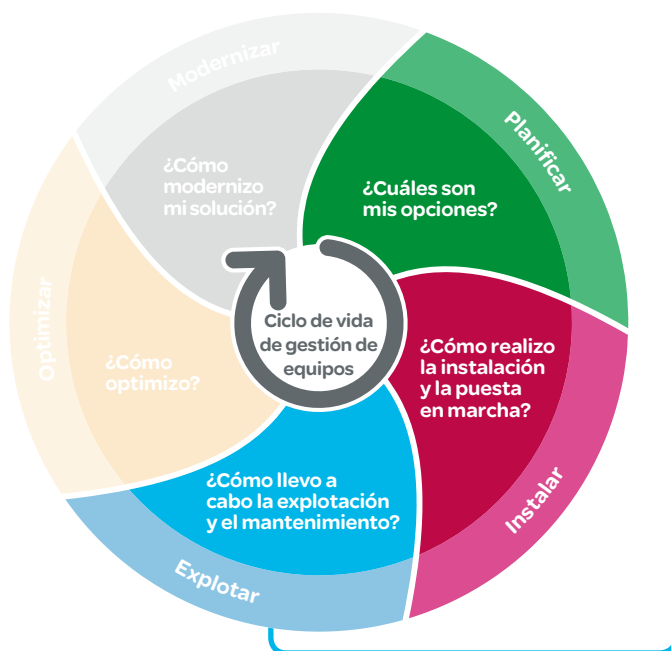 Modernizar
¿Cómo
modernizo
mi solución?
Planificar
¿Cuáles son
mis opciones?
Ciclo de vida
de gestión de
equipos
Optimizar
¿Cómo
optimizo?
¿Cómo realizo
la instalación
y la puesta
en marcha?
Instalar
¿Cómo llevo a
cabo la explotación
y el mantenimiento?
Explotar